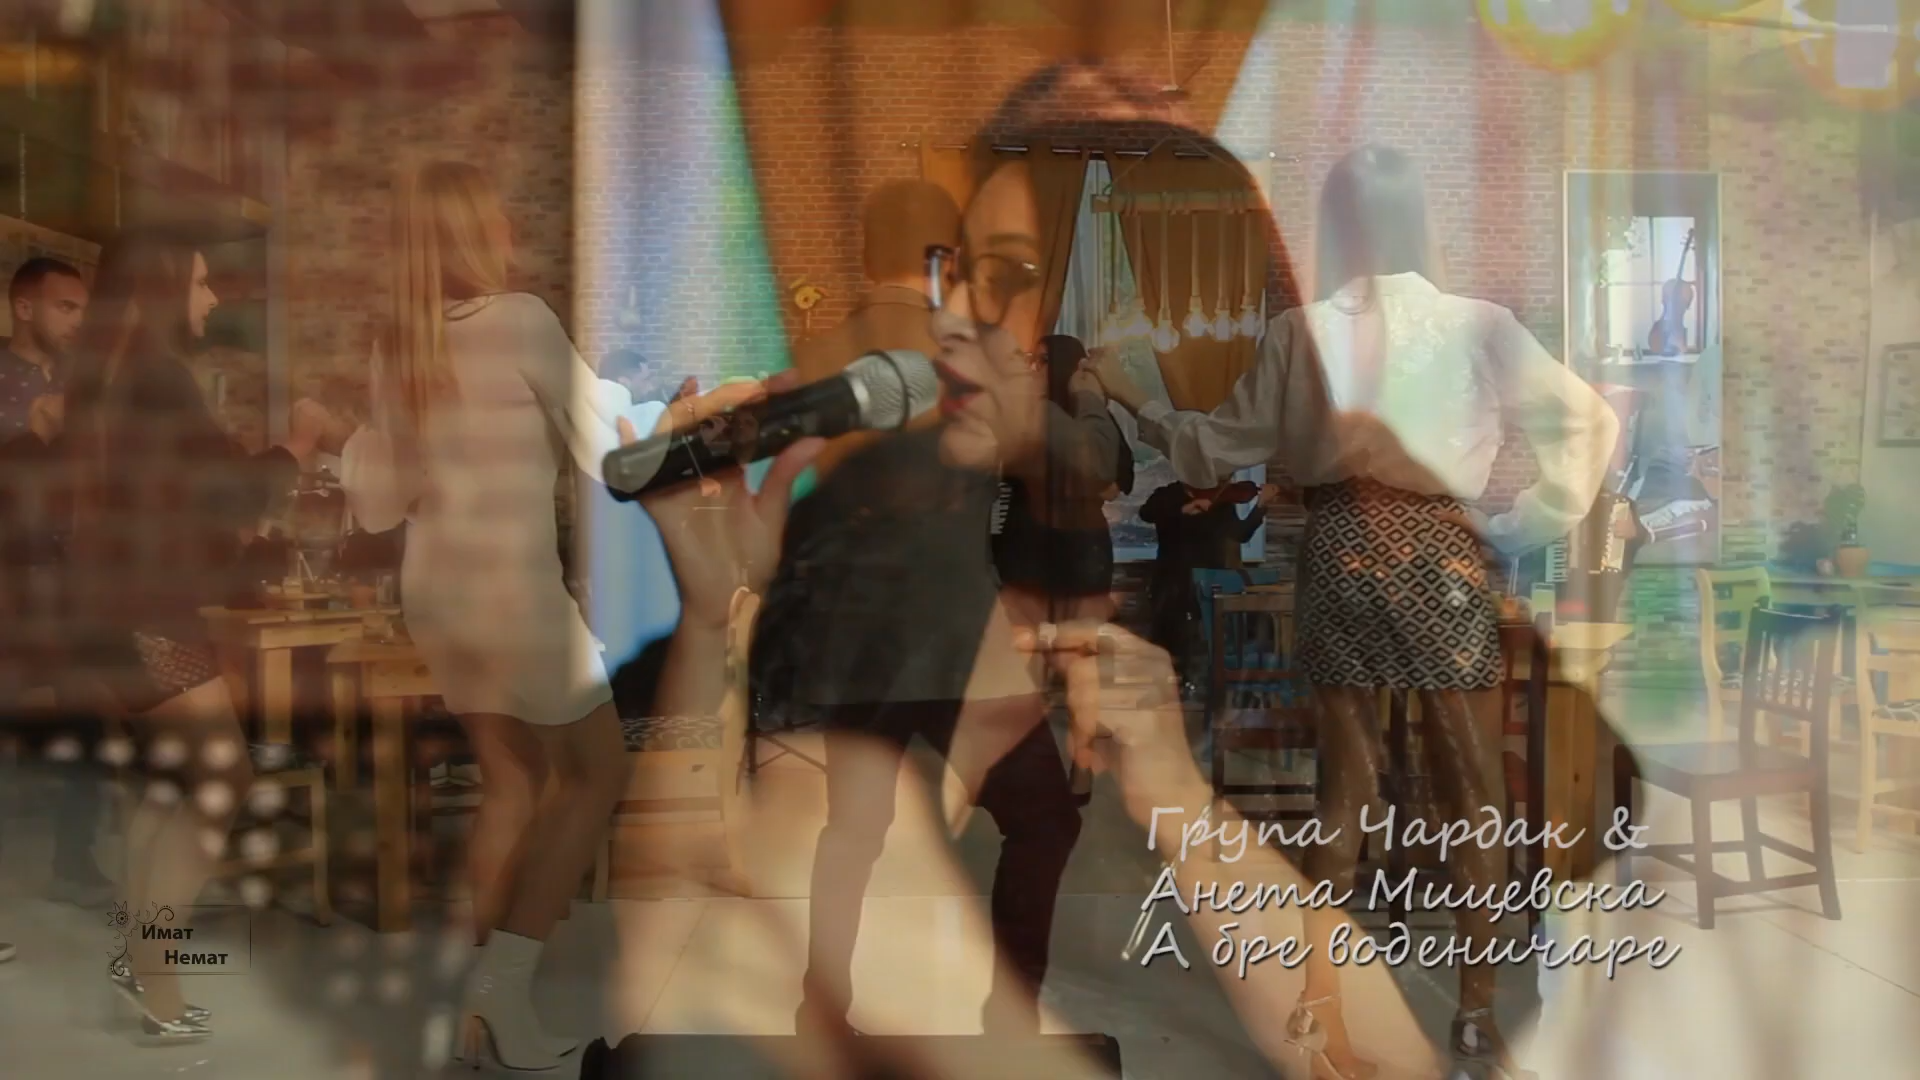 Група Чардак &
Анета Мицевска
А бре воденичаре
Имат
Немат